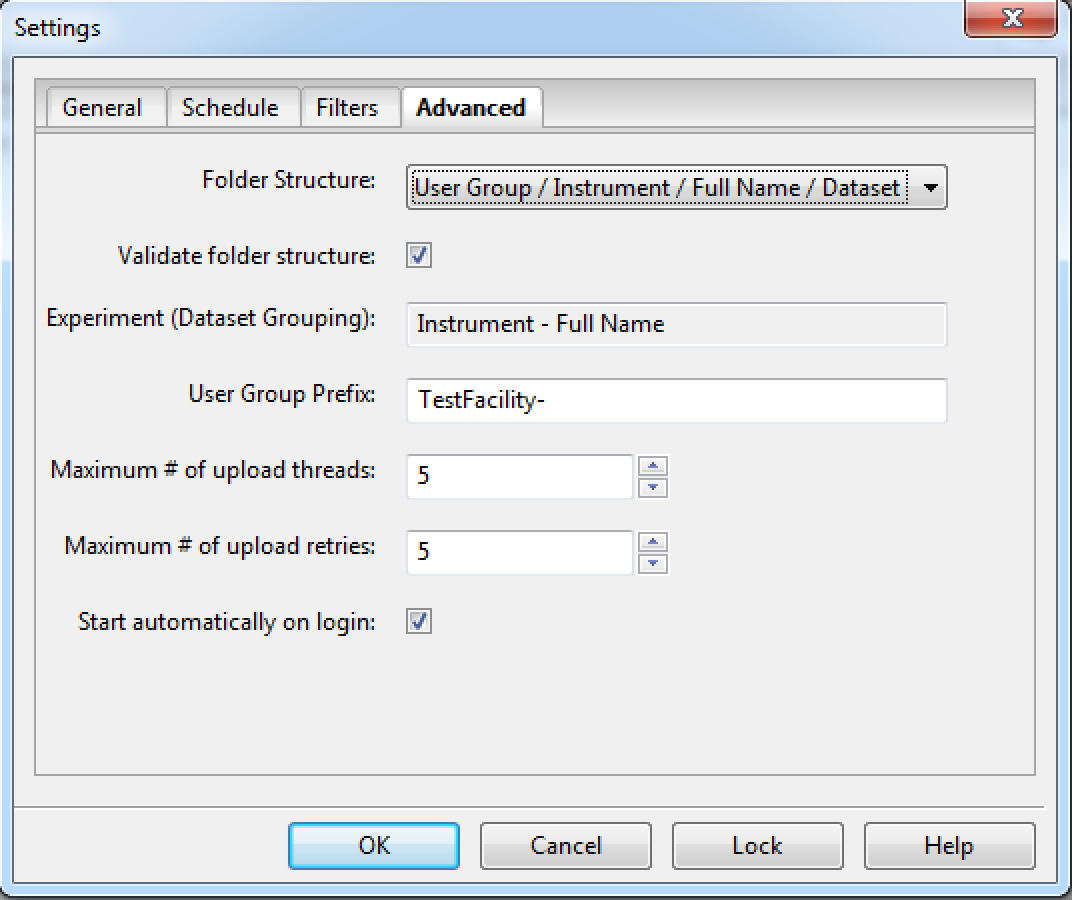 Settings
General Schedule Filters Advanced
Folder Structure: User Group / Instrument / Full Name / Dataset
Validate folder structure:
Experiment (Dataset Grouping): Instrument - Full Name
User Group Prefix: TestFacility-
Maximum # of upload threads: 5
Maximum # of upload retries: 5
Start automatically on login:
OK Cancel Lock Help